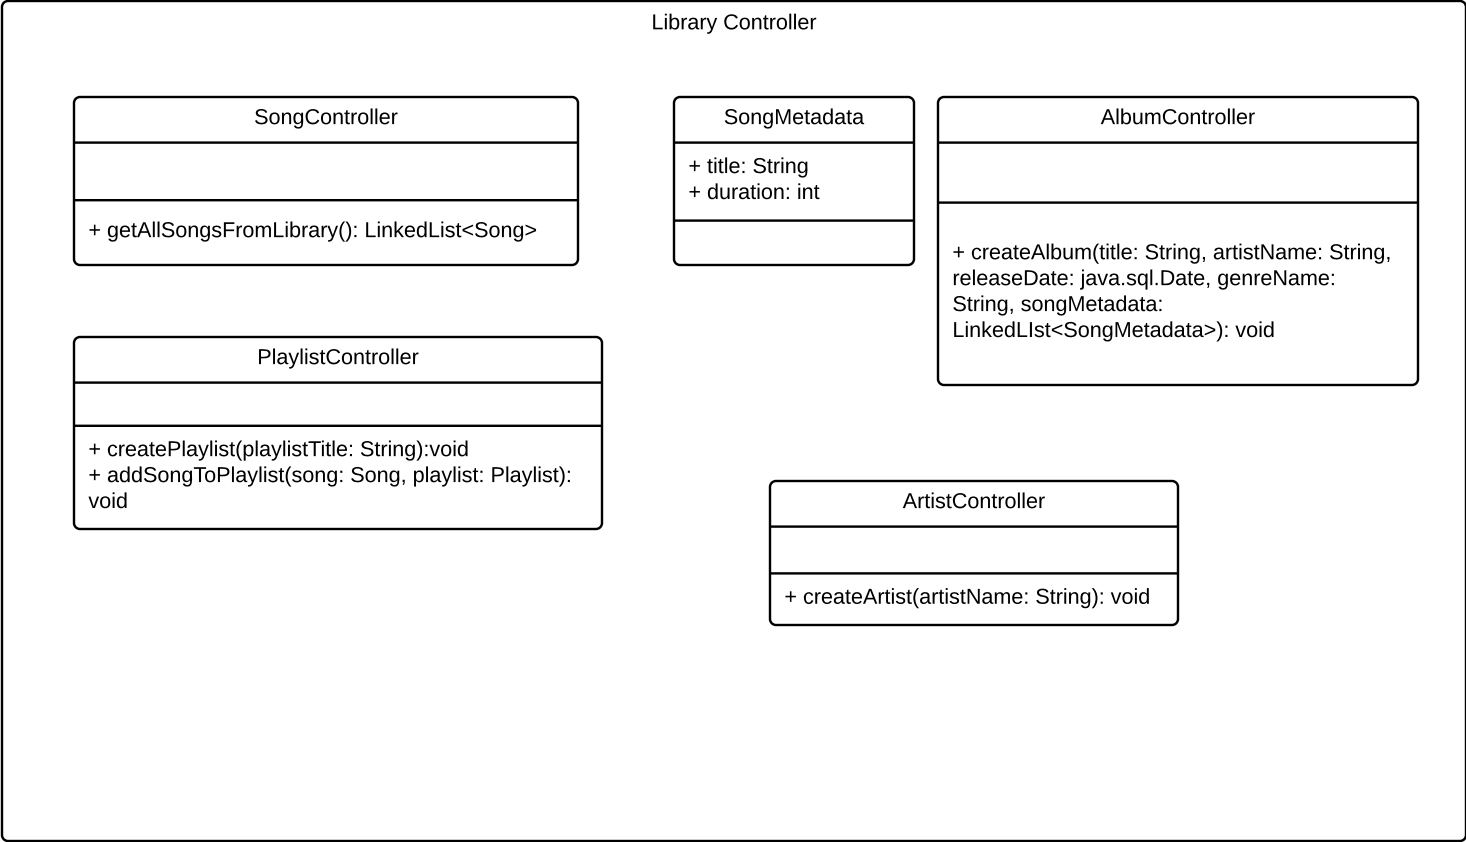 Library Controller
SongController
+ getAllSongsFromLibrary(): LinkedList<Song>
SongMetadata
+ title: String
+ duration: int
AlbumController
+ createAlbum(title: String, artistName: String,
releaseDate: java.sql.Date, genreName:
String, songMetadata:
LinkedLIst<SongMetadata>): void
PlaylistController
+ createPlaylist(playlistTitle: String):void
+ addSongToPlaylist(song: Song, playlist: Playlist):
void
ArtistController
+ createArtist(artistName: String): void